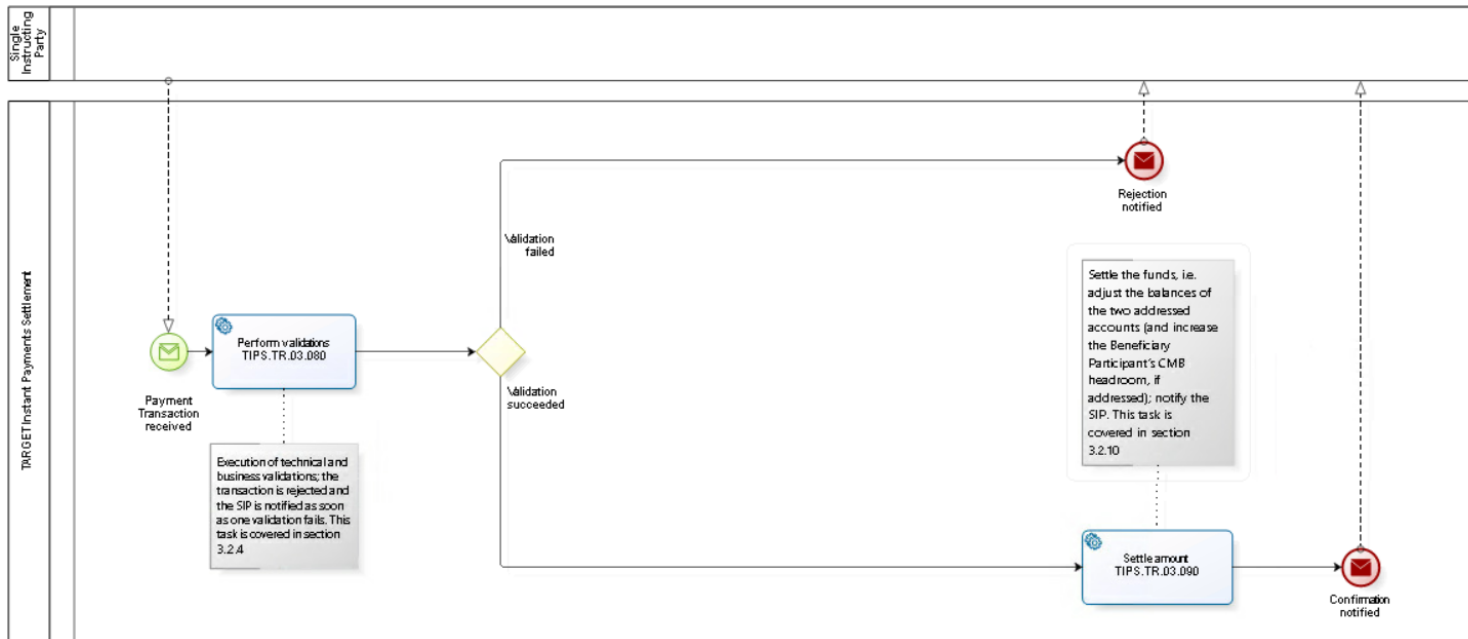 Single
Instructing
Party
TARGET Instant Payments Settlement
Payment
Transaction
received
Perform validations
TIPS.TR.03.080
Execution of technical and
business validations; the
transaction is rejected and
the SIP is notified as soon
as one validation fails. This
task is covered in section
3.2.4
Validation
failed
Validation
succeeded
Rejection
notified
Settle the funds, i.e.
adjust the balances of
the two addressed
accounts (and increase
the Beneficiary
Participant's CMB
headroom, if
addressed); notify the
SIP. This task is
covered in section
3.2.10
Settle amount
TIPS.TR.03.090
Confirmation
notified